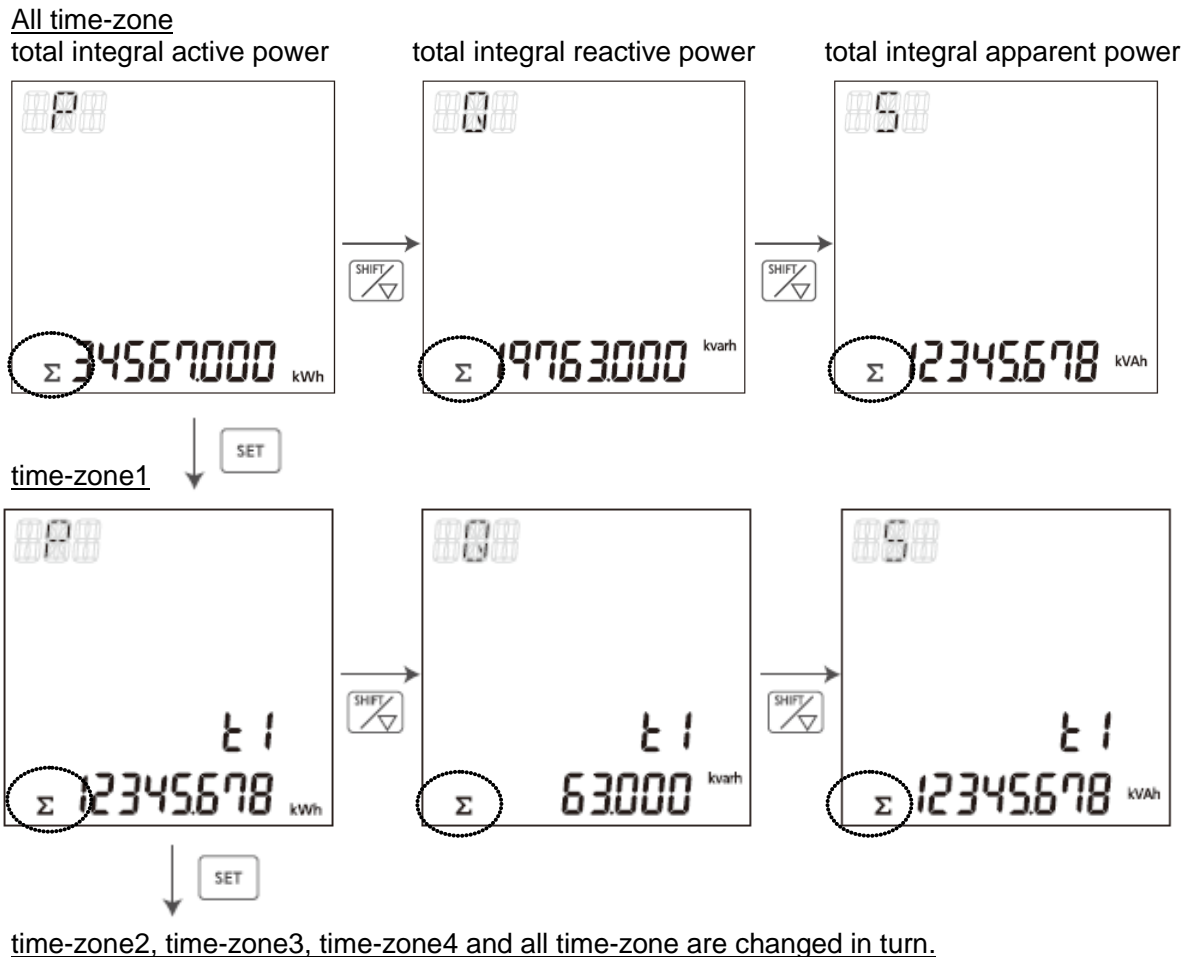 All time-zone
total integral active power total integral reactive power total integral apparent power
P Q S
SHIFT SHIFT
Σ 34567.000 kWh Σ 19763.000 kvarh Σ 12345.678 kVAh
SET
time-zone1
P Q S
SHIFT SHIFT
t1 t1 t1
Σ 12345.678 kWh Σ 63.000 kvarh Σ 12345.678 kVAh
SET
time-zone2, time-zone3, time-zone4 and all time-zone are changed in turn.